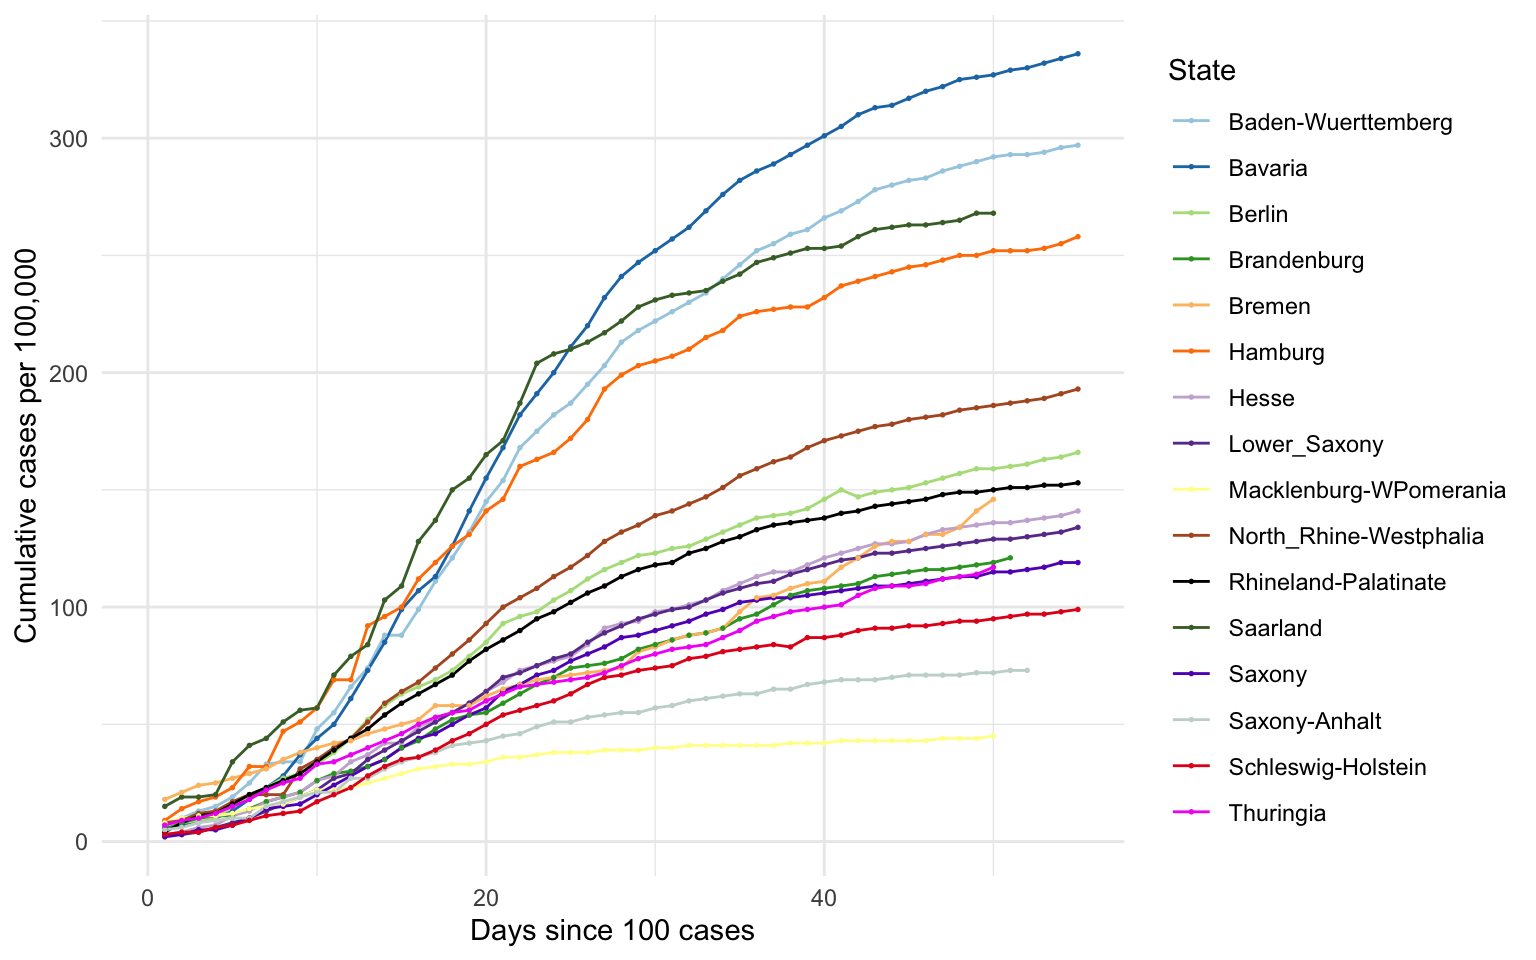 Cumulative cases per 100,000
300
200
100
0
0
20
40
Days since 100 cases
State
Baden-Wuerttemberg
Bavaria
Berlin
Brandenburg
Bremen
Hamburg
Hesse
Lower_Saxony
Macklenburg-WPomerania
North_Rhine-Westphalia
Rhineland-Palatinate
Saarland
Saxony
Saxony-Anhalt
Schleswig-Holstein
Thuringia